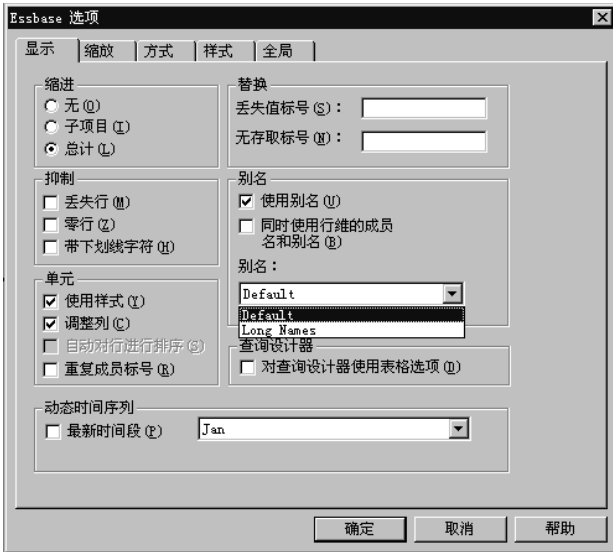 Essbase 选项
显示 缩放 方式 样式 全局
缩进
无(O)
子项目(I)
总计(L)
替换
丢失值标号(S)：
无存取标号(N)：
抑制
丢失行(M)
零行(Z)
带下划线字符(H)
别名
使用别名(U)
同时使用行维的成员
名和别名(B)
别名：
Default
Default
Long Names
单元
使用样式(Y)
调整列(C)
自动对行进行排序(S)
重复成员标号(R)
查询设计器
对查询设计器使用表格选项(D)
动态时间序列
最新时间段(P)
Jan
确定 取消 帮助